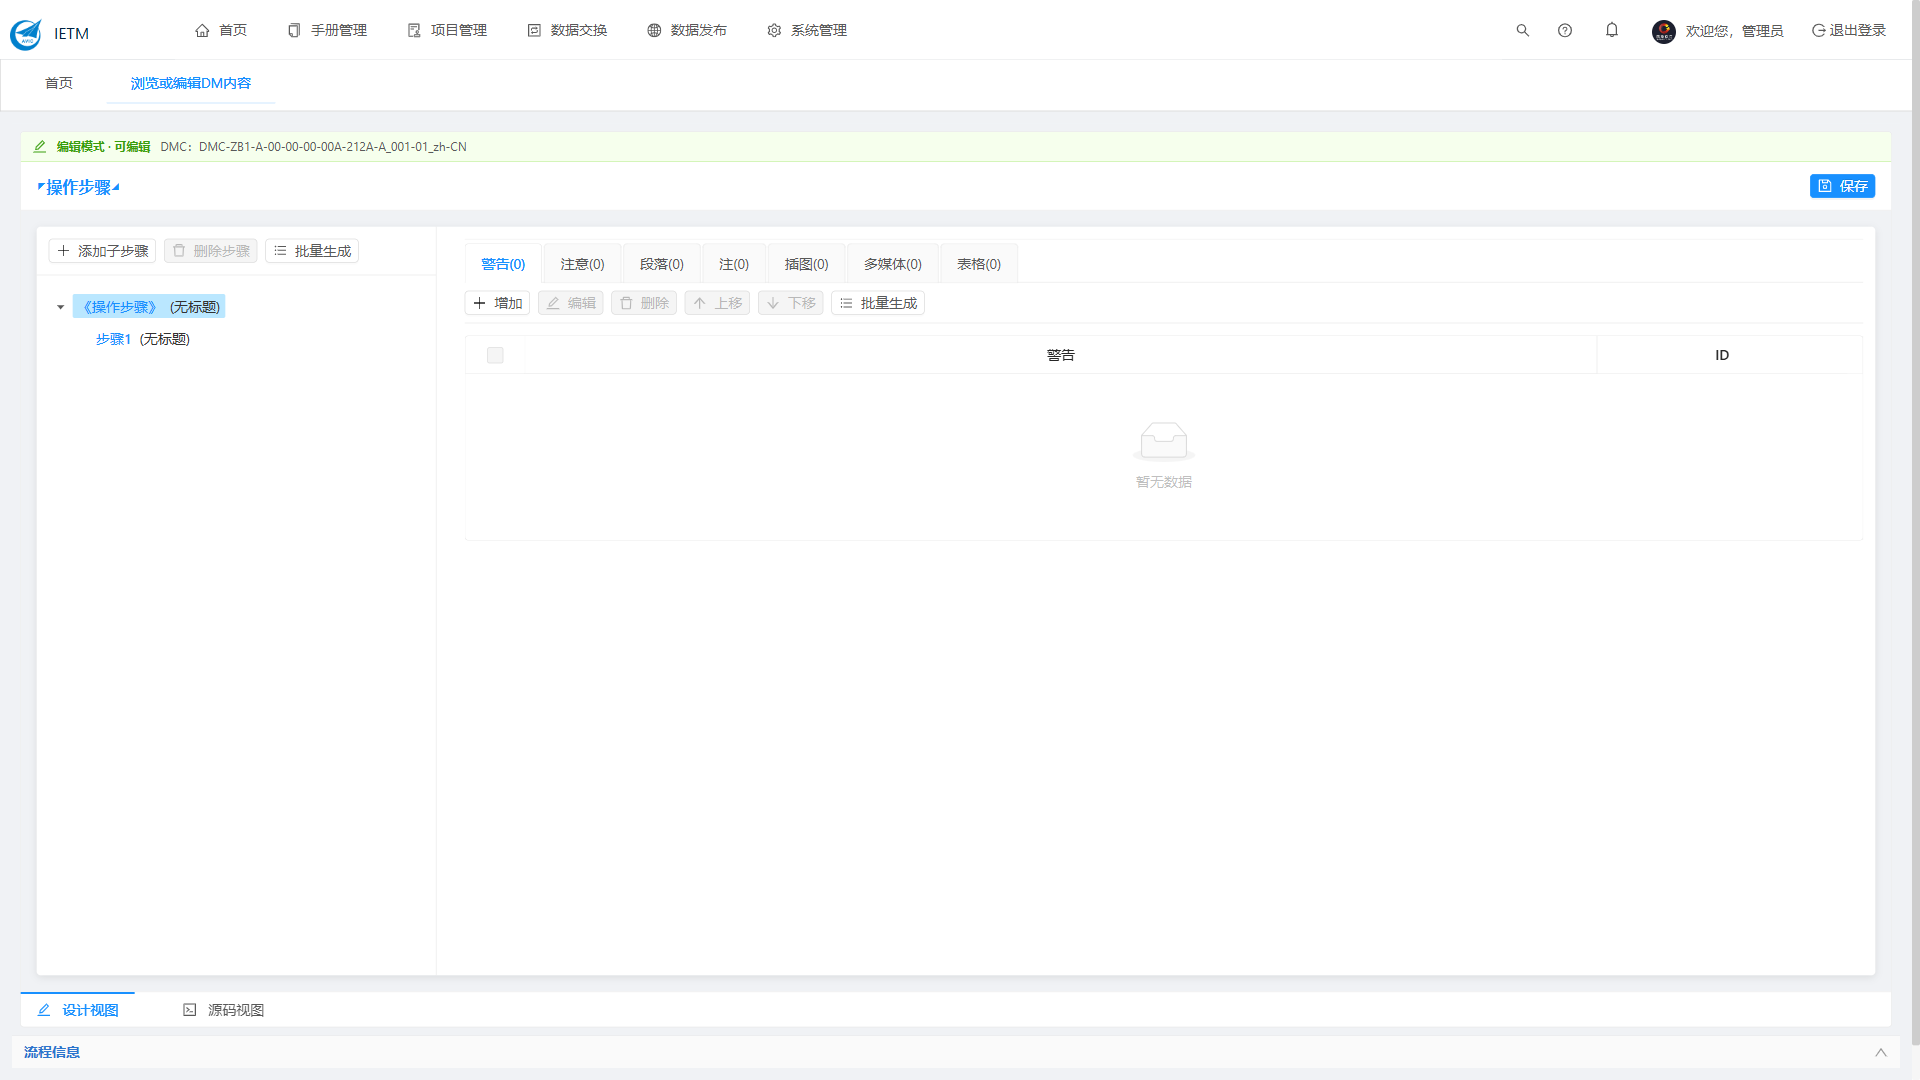 IETM 首页 手册管理 项目管理 数据交换 数据发布 系统管理 欢迎您，管理员 退出登录
首页 浏览或编辑DM内容
编辑模式 · 可编辑 DMC：DMC-ZB1-A-00-00-00-00A-212A-A_001-01_zh-CN
操作步骤 保存
添加子步骤 删除步骤 批量生成
《操作步骤》 (无标题)
步骤1 (无标题)
警告(0) 注意(0) 段落(0) 注(0) 插图(0) 多媒体(0) 表格(0)
增加 编辑 删除 上移 下移 批量生成
警告 ID
暂无数据
设计视图 源码视图
流程信息